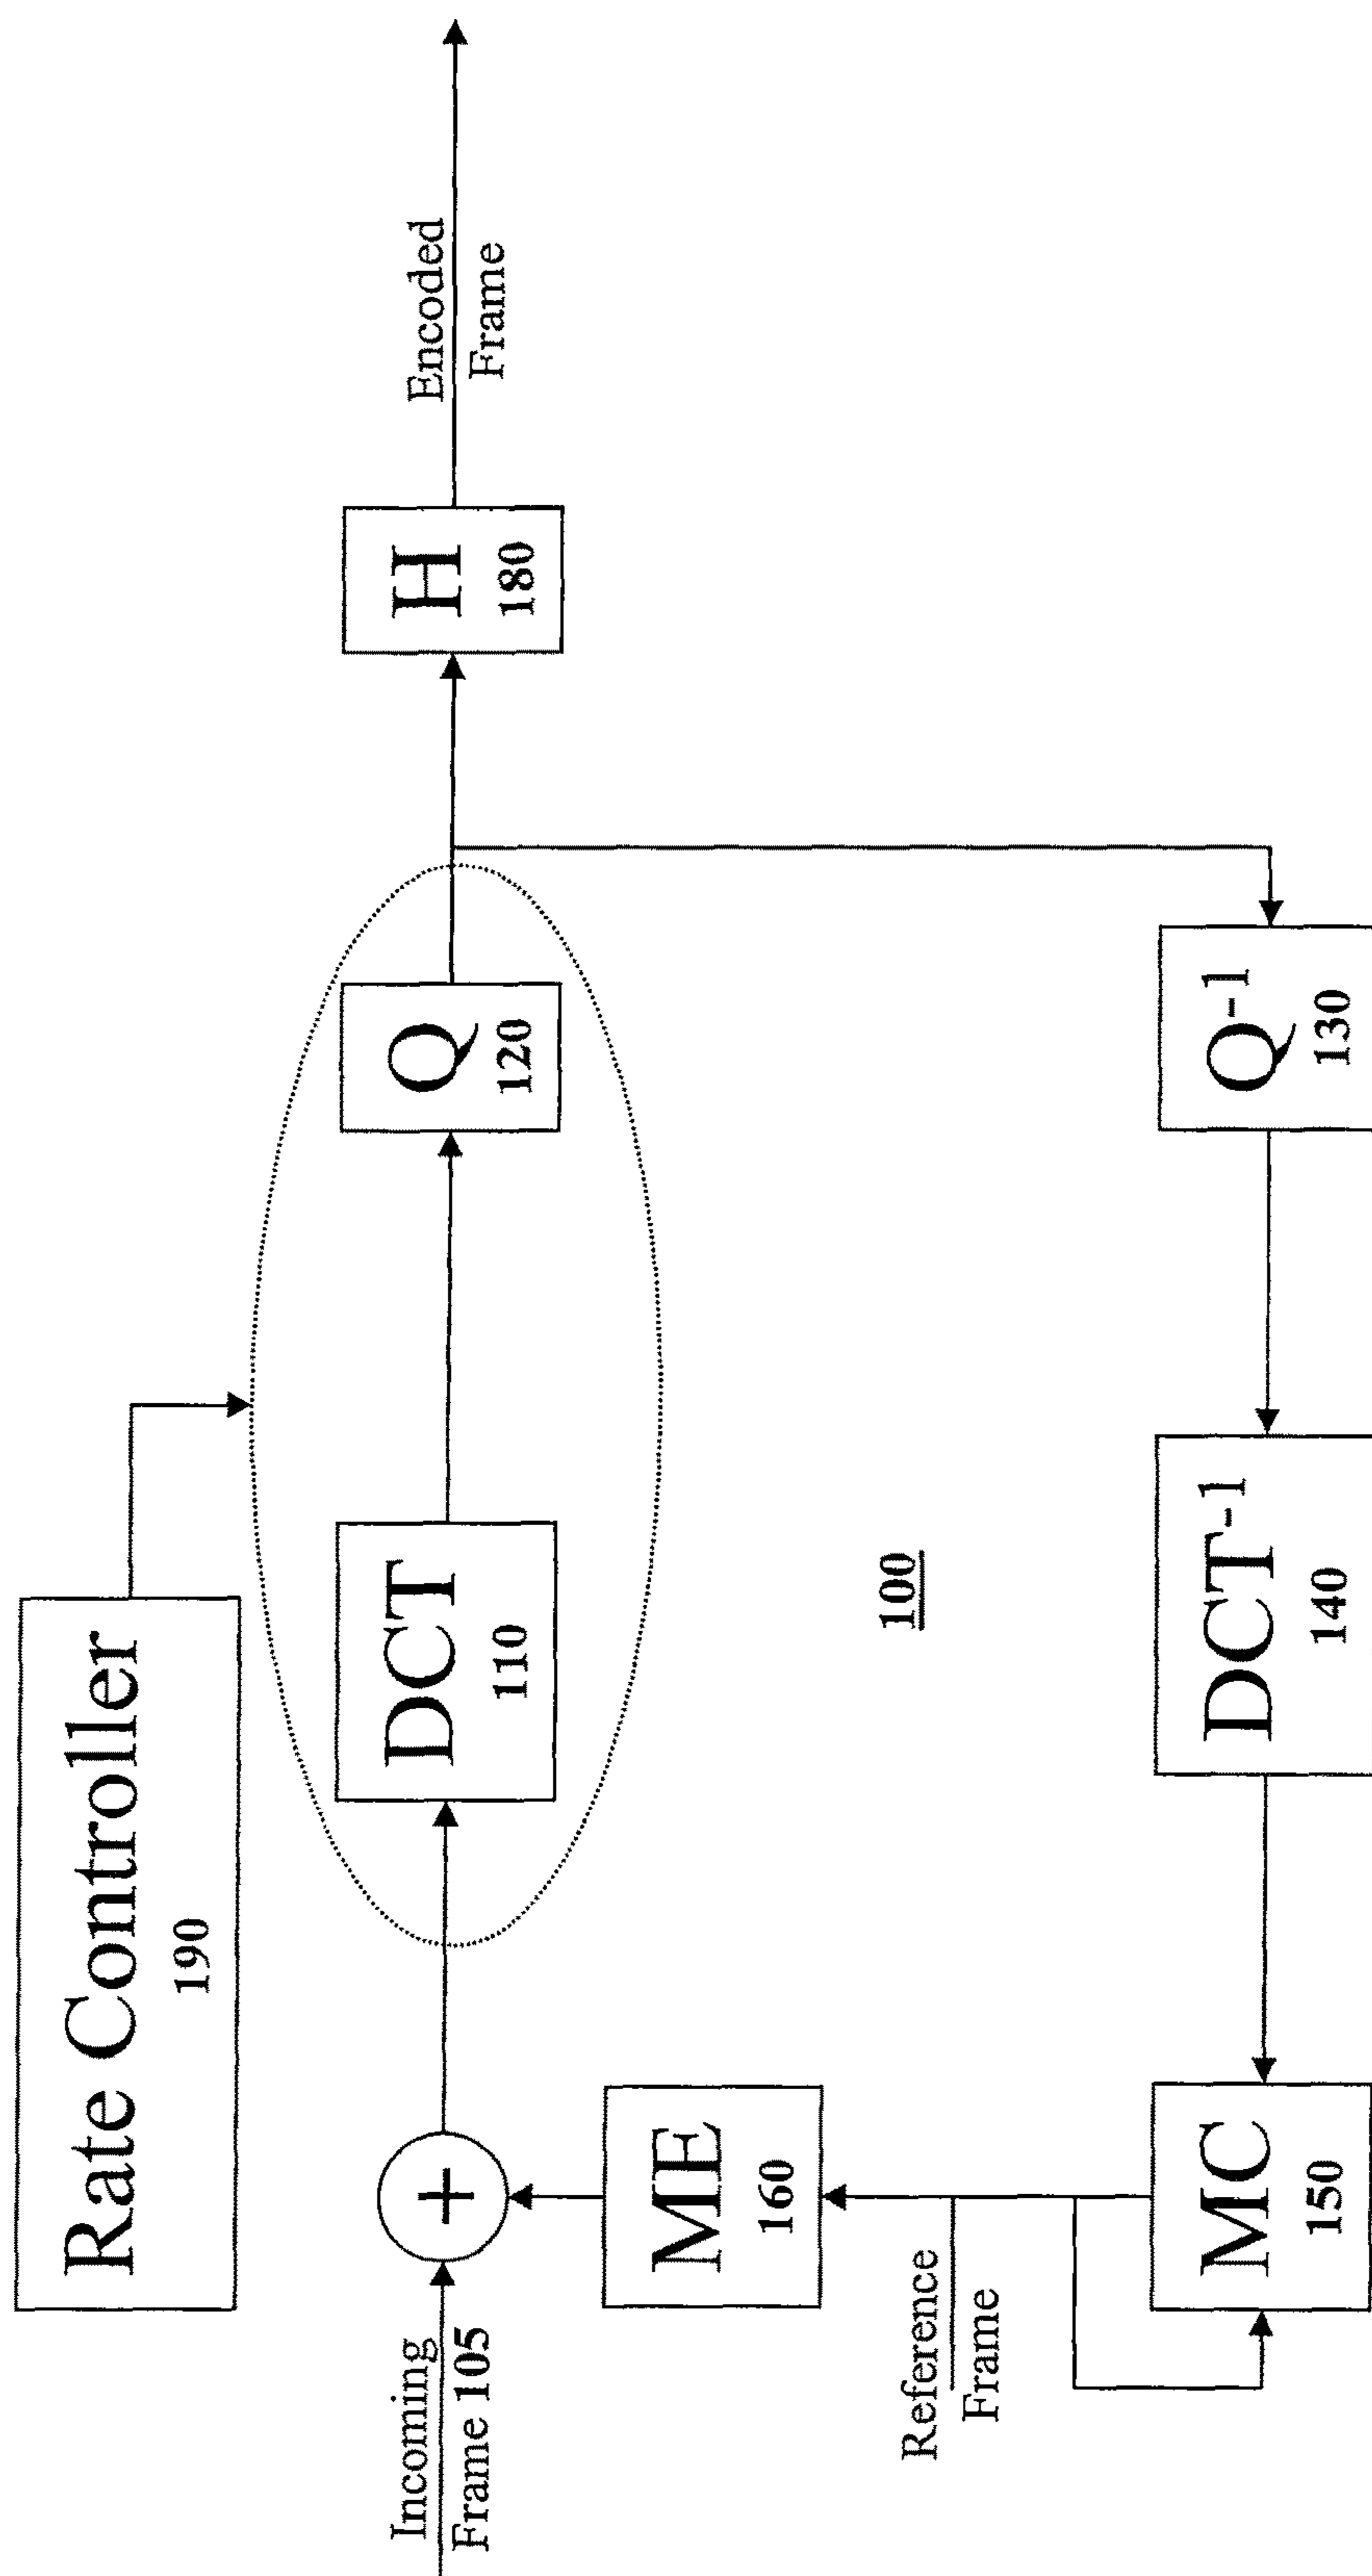 Rate Controller
190
Incoming
Frame 105
+
DCT
110
Q
120
H
180
Encoded
Frame
ME
160
100
Reference
Frame
MC
150
DCT-1
140
Q-1
130